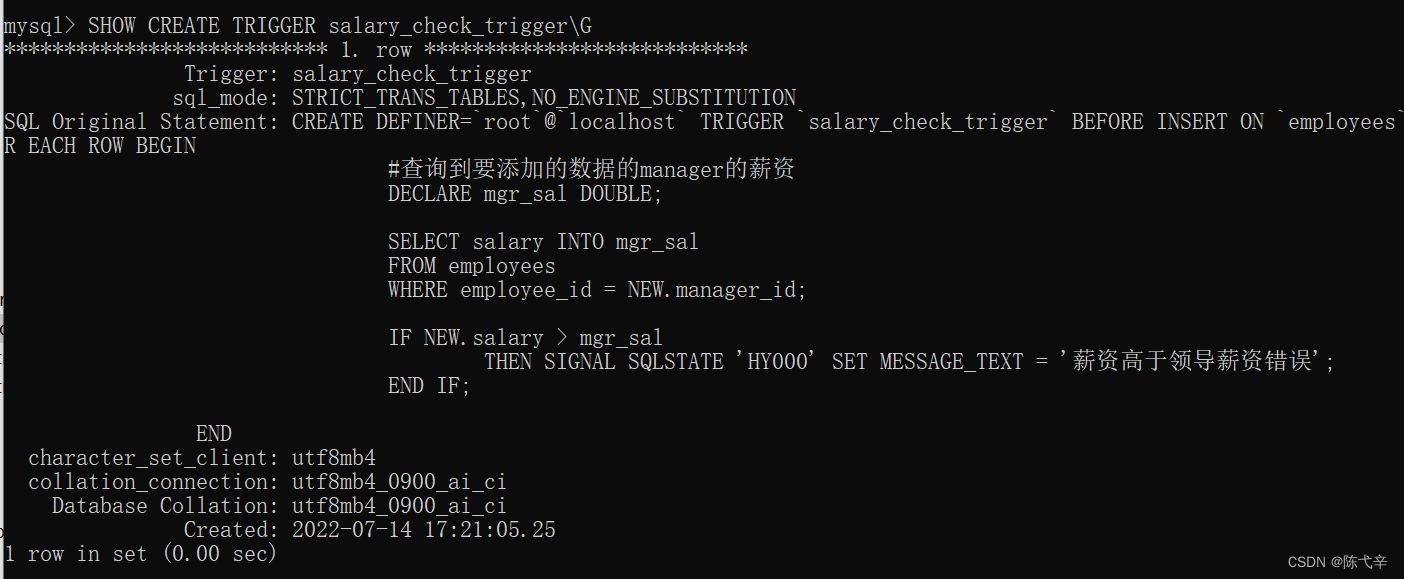 mysql> SHOW CREATE TRIGGER salary_check_trigger\G
*************************** 1. row ***************************
Trigger: salary_check_trigger
sql_mode: STRICT_TRANS_TABLES,NO_ENGINE_SUBSTITUTION
SQL Original Statement: CREATE DEFINER=`root`@`localhost` TRIGGER `salary_check_trigger` BEFORE INSERT ON `employees`
R EACH ROW BEGIN
#查询到要添加的数据的manager的薪资
DECLARE mgr_sal DOUBLE;
SELECT salary INTO mgr_sal
FROM employees
WHERE employee_id = NEW.manager_id;
IF NEW.salary > mgr_sal
THEN SIGNAL SQLSTATE 'HY000' SET MESSAGE_TEXT = '薪资高于领导薪资错误';
END IF;
END
character_set_client: utf8mb4
collation_connection: utf8mb4_0900_ai_ci
Database Collation: utf8mb4_0900_ai_ci
Created: 2022-07-14 17:21:05.25
1 row in set (0.00 sec)
CSDN @陈弋辛